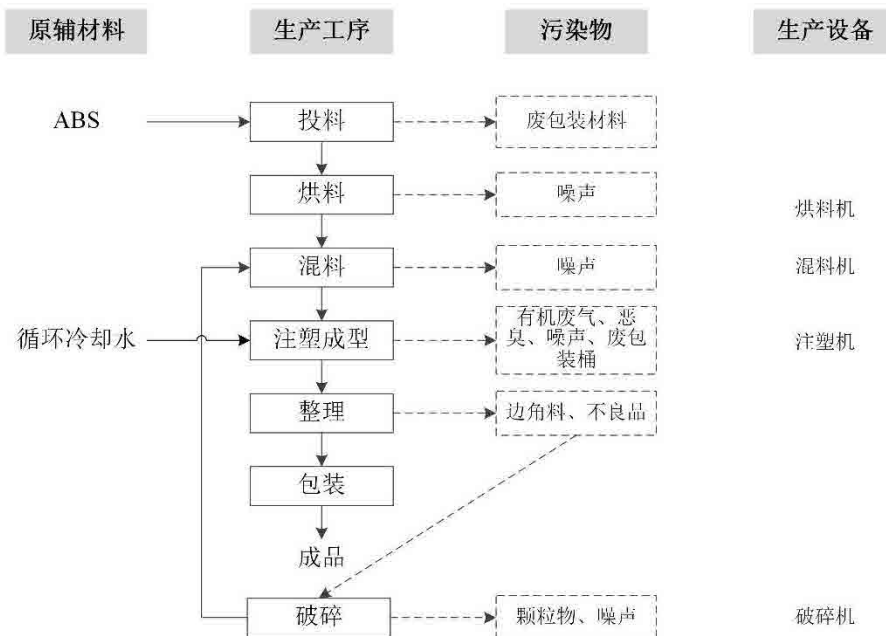 原辅材料 生产工序 污染物 生产设备
ABS 投料 废包装材料
烘料 噪声 烘料机
混料 噪声 混料机
循环冷却水 注塑成型 有机废气、恶
臭、噪声、废包
装桶 注塑机
整理 边角料、不良品
包装
成品
破碎 颗粒物、噪声 破碎机